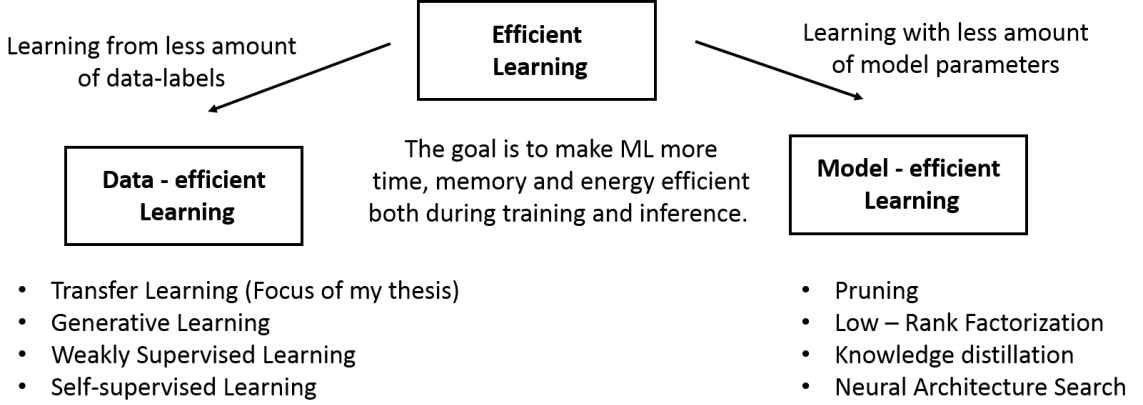 Efficient
Learning
Learning from less amount
of data-labels
Learning with less amount
of model parameters
Data - efficient
Learning
The goal is to make ML more
time, memory and energy efficient
both during training and inference.
Model - efficient
Learning
• Transfer Learning (Focus of my thesis)
• Generative Learning
• Weakly Supervised Learning
• Self-supervised Learning
• Pruning
• Low – Rank Factorization
• Knowledge distillation
• Neural Architecture Search